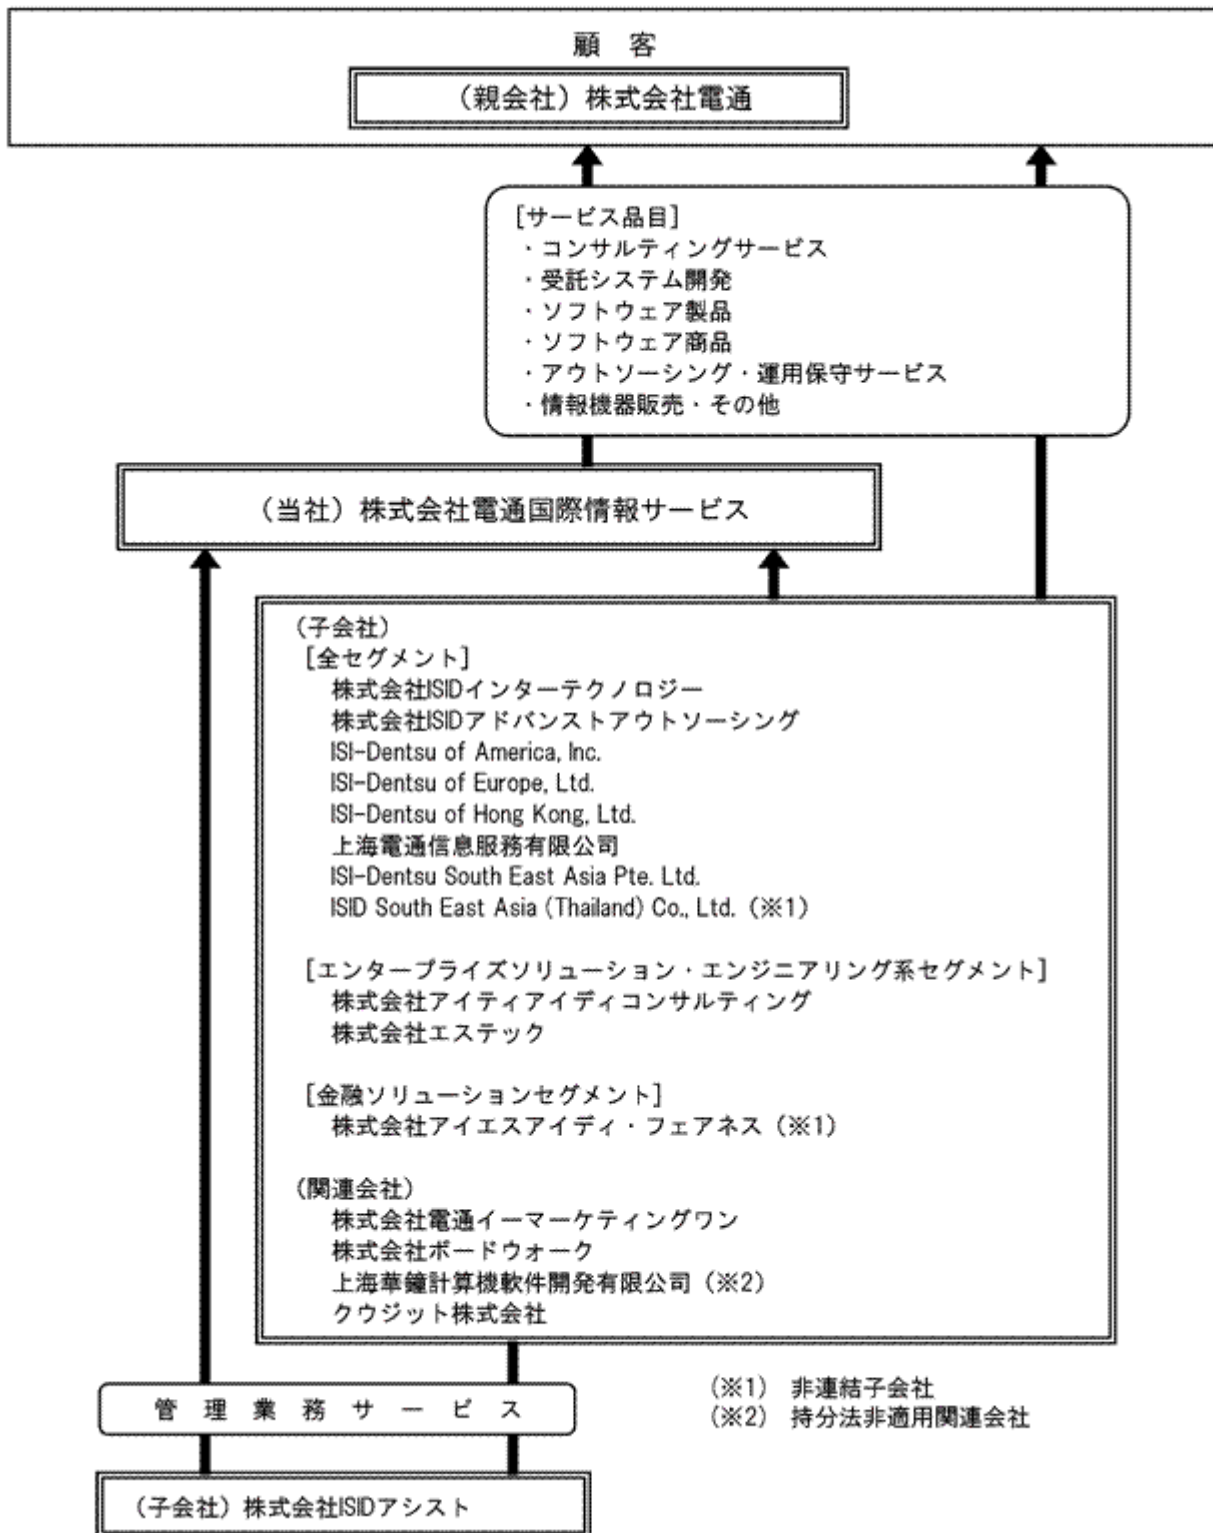 顧　客
（親会社）株式会社電通
[サービス品目]
・コンサルティングサービス
・受託システム開発
・ソフトウェア製品
・ソフトウェア商品
・アウトソーシング・運用保守サービス
・情報機器販売・その他
（当社）株式会社電通国際情報サービス
（子会社）
[全セグメント]
株式会社ISIDインターテクノロジー
株式会社ISIDアドバンストアウトソーシング
ISI-Dentsu of America, Inc.
ISI-Dentsu of Europe, Ltd.
ISI-Dentsu of Hong Kong, Ltd.
上海電通信息服務有限公司
ISI-Dentsu South East Asia Pte. Ltd.
ISID South East Asia (Thailand) Co., Ltd.（※1）
[エンタープライズソリューション・エンジニアリング系セグメント]
株式会社アイティアイディコンサルティング
株式会社エステック
[金融ソリューションセグメント]
株式会社アイエスアイディ・フェアネス（※1）
（関連会社）
株式会社電通イーマーケティングワン
株式会社ボードウォーク
上海華鐘計算機軟件開発有限公司（※2）
クウジット株式会社
（※1）　非連結子会社
（※2）　持分法非適用関連会社
管　理　業　務　サ　ー　ビ　ス
（子会社）株式会社ISIDアシスト